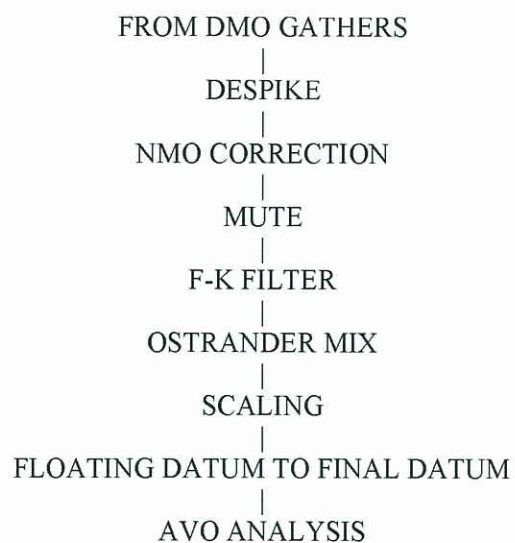 FROM DMO GATHERS
DESPIKE
NMO CORRECTION
MUTE
F-K FILTER
OSTRANDER MIX
SCALING
FLOATING DATUM TO FINAL DATUM
AVO ANALYSIS